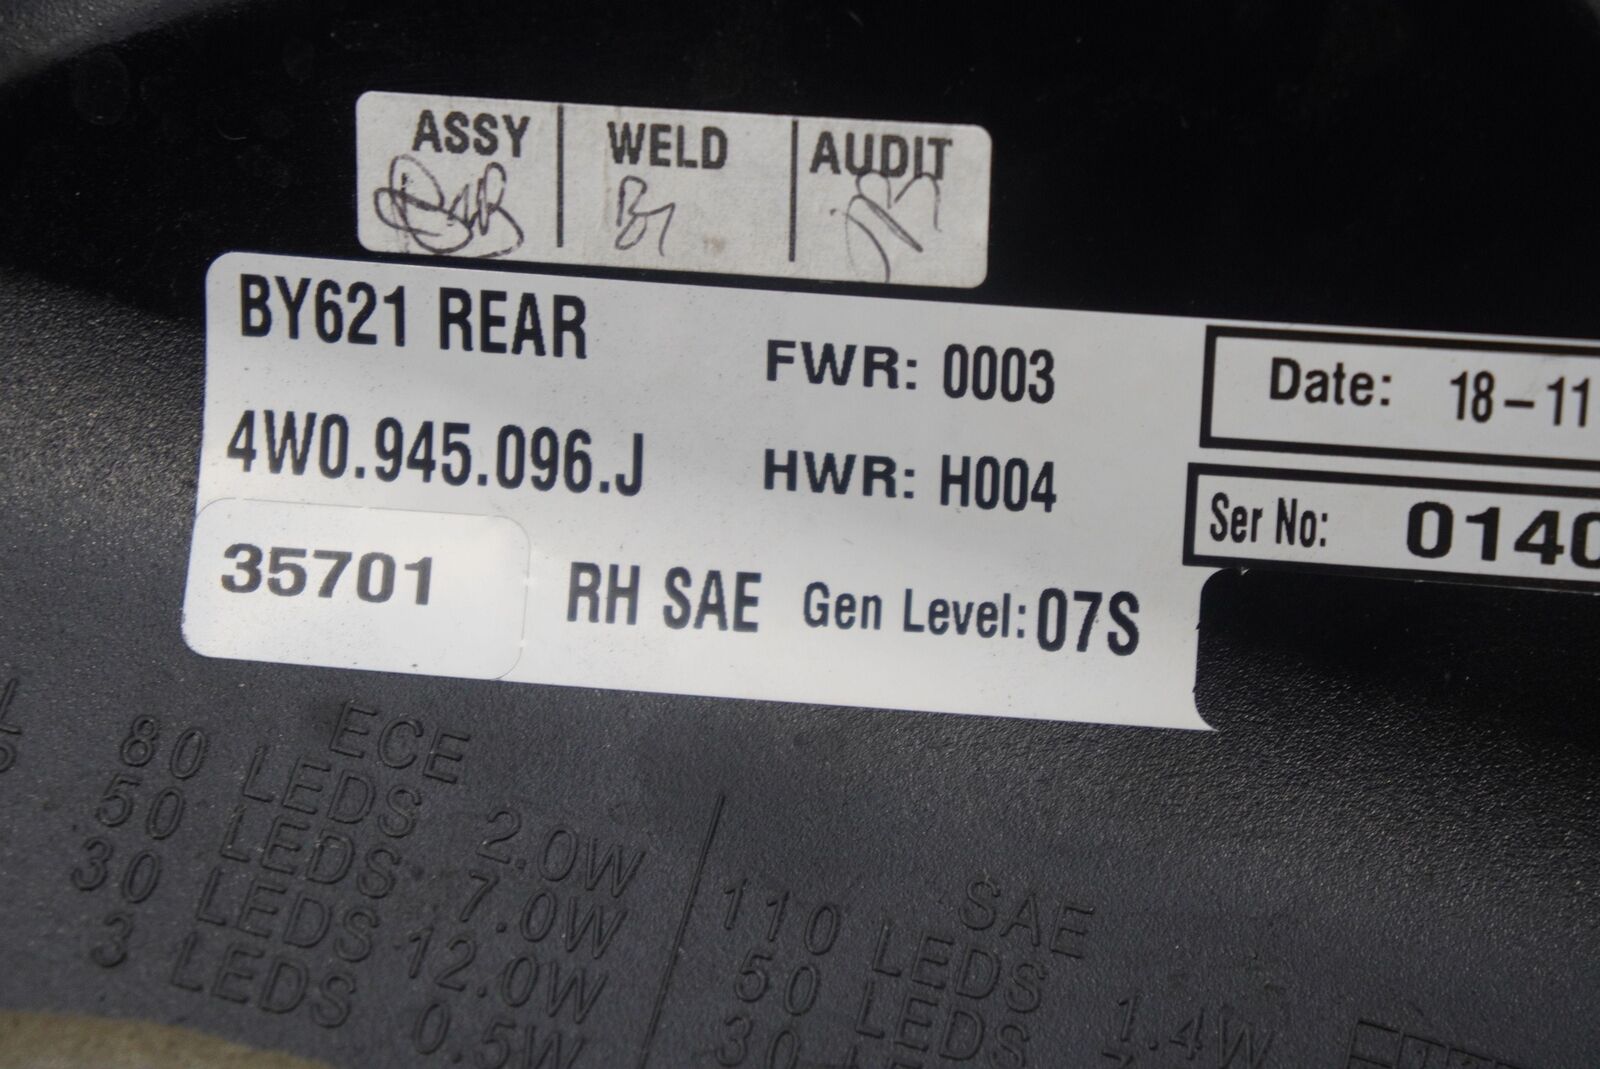 ASSY WELD AUDIT
BY621 REAR
FWR: 0003
Date: 18-11
4W0.945.096.J
HWR: H004
Ser No: 0140
35701
RH SAE Gen Level: 07S
ECE
80 LEDS 2.0W
50 LEDS 7.0W
30 LEDS 12.0W
3 LEDS 0.5W
SAE
110 LEDS 1.4W
50 LEDS
30